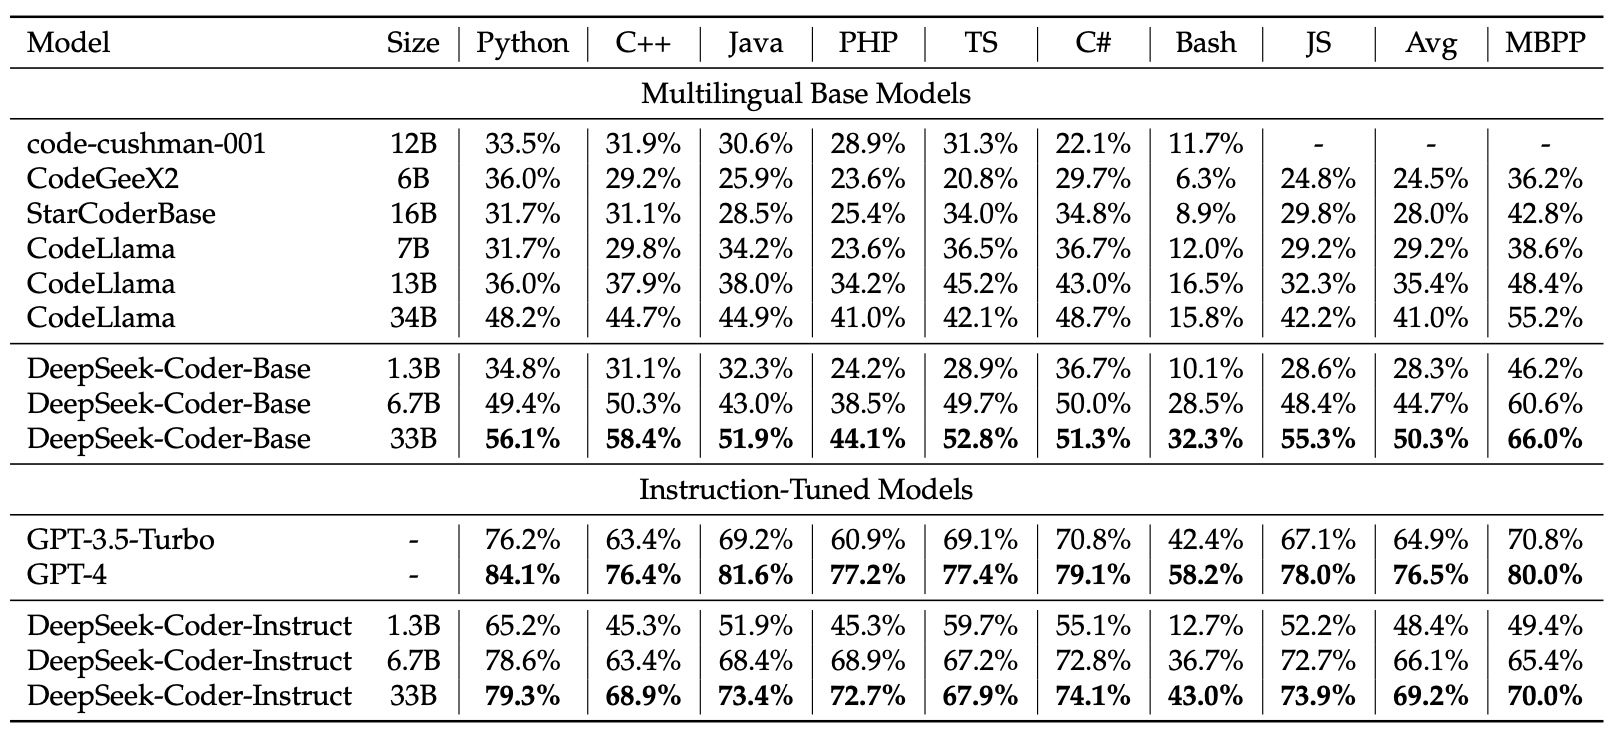 Model Size Python C++ Java PHP TS C# Bash JS Avg MBPP
Multilingual Base Models
code-cushman-001 12B 33.5% 31.9% 30.6% 28.9% 31.3% 22.1% 11.7% - - -
CodeGeeX2 6B 36.0% 29.2% 25.9% 23.6% 20.8% 29.7% 6.3% 24.8% 24.5% 36.2%
StarCoderBase 16B 31.7% 31.1% 28.5% 25.4% 34.0% 34.8% 8.9% 29.8% 28.0% 42.8%
CodeLlama 7B 31.7% 29.8% 34.2% 23.6% 36.5% 36.7% 12.0% 29.2% 29.2% 38.6%
CodeLlama 13B 36.0% 37.9% 38.0% 34.2% 45.2% 43.0% 16.5% 32.3% 35.4% 48.4%
CodeLlama 34B 48.2% 44.7% 44.9% 41.0% 42.1% 48.7% 15.8% 42.2% 41.0% 55.2%
DeepSeek-Coder-Base 1.3B 34.8% 31.1% 32.3% 24.2% 28.9% 36.7% 10.1% 28.6% 28.3% 46.2%
DeepSeek-Coder-Base 6.7B 49.4% 50.3% 43.0% 38.5% 49.7% 50.0% 28.5% 48.4% 44.7% 60.6%
DeepSeek-Coder-Base 33B 56.1% 58.4% 51.9% 44.1% 52.8% 51.3% 32.3% 55.3% 50.3% 66.0%
Instruction-Tuned Models
GPT-3.5-Turbo - 76.2% 63.4% 69.2% 60.9% 69.1% 70.8% 42.4% 67.1% 64.9% 70.8%
GPT-4 - 84.1% 76.4% 81.6% 77.2% 77.4% 79.1% 58.2% 78.0% 76.5% 80.0%
DeepSeek-Coder-Instruct 1.3B 65.2% 45.3% 51.9% 45.3% 59.7% 55.1% 12.7% 52.2% 48.4% 49.4%
DeepSeek-Coder-Instruct 6.7B 78.6% 63.4% 68.4% 68.9% 67.2% 72.8% 36.7% 72.7% 66.1% 65.4%
DeepSeek-Coder-Instruct 33B 79.3% 68.9% 73.4% 72.7% 67.9% 74.1% 43.0% 73.9% 69.2% 70.0%